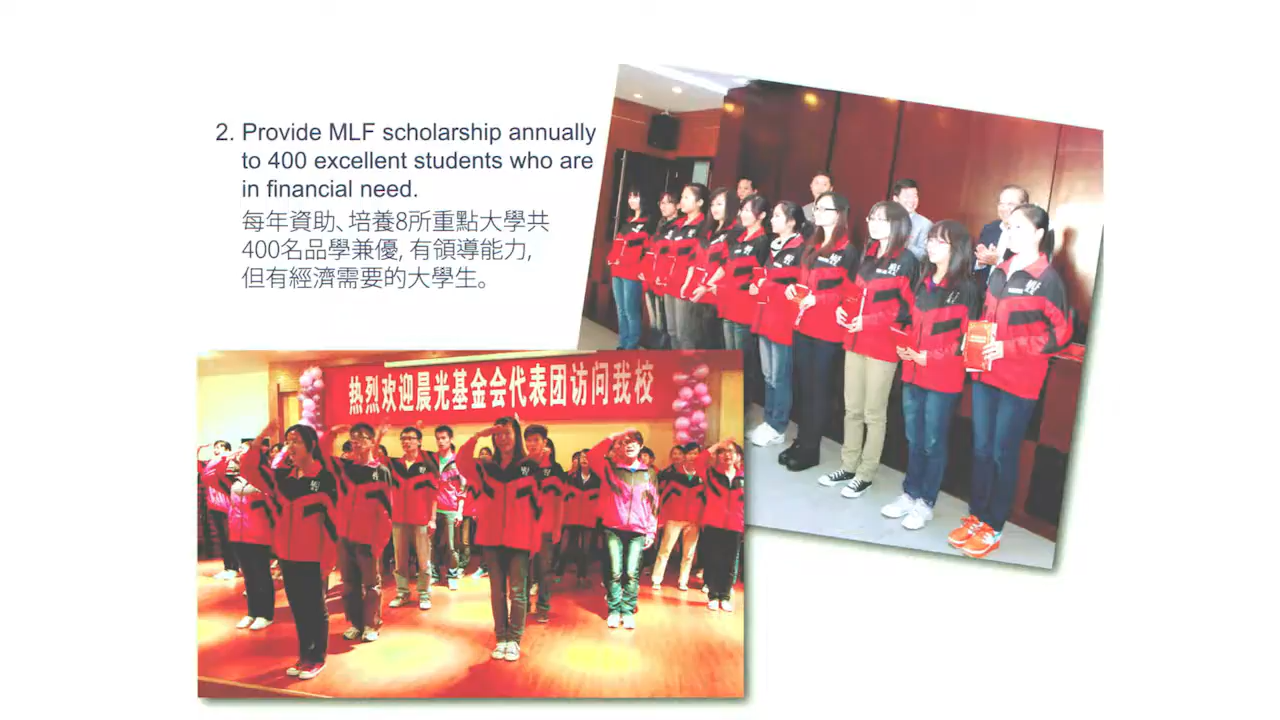 2. Provide MLF scholarship annually
to 400 excellent students who are
in financial need.
每年資助、培養8所重點大學共
400名品學兼優, 有領導能力,
但有經濟需要的大學生。
热烈欢迎晨光基金会代表团访问我校